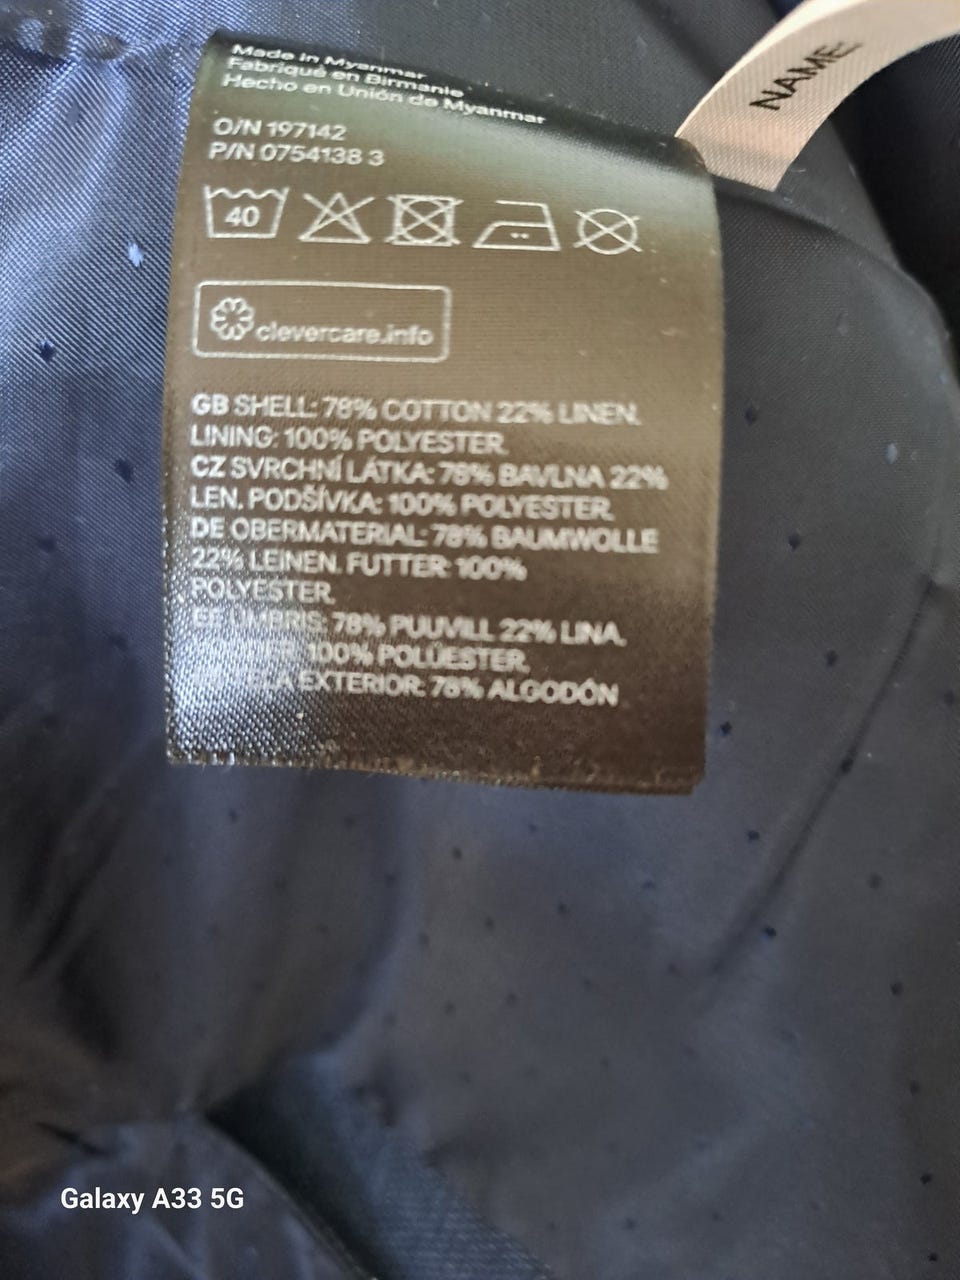 Made in Myanmar
Fabriqué en Birmanie
Hecho en Unión de Myanmar
O/N 197142
P/N 0754138 3
40
clevercare.info
GB SHELL: 78% COTTON 22% LINEN.
LINING: 100% POLYESTER.
CZ SVRCHNÍ LÁTKA: 78% BAVLNA 22%
LEN. PODŠÍVKA: 100% POLYESTER.
DE OBERMATERIAL: 78% BAUMWOLLE
22% LEINEN. FUTTER: 100%
POLYESTER.
EE ÜMBRIS: 78% PUUVILL 22% LINA.
100% POLÜESTER.
EXTERIOR: 78% ALGODÓN
NAME:
Galaxy A33 5G